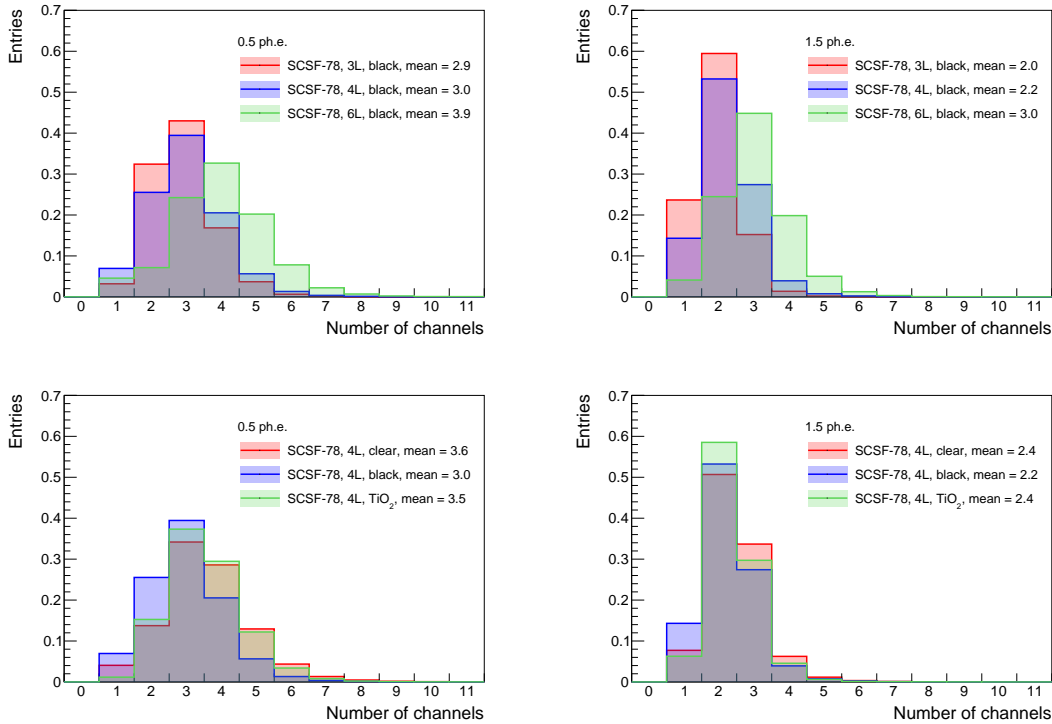 Entries
0.7
0.6
0.5
0.4
0.3
0.2
0.1
0
0.5 ph.e.
SCSF-78, 3L, black, mean = 2.9
SCSF-78, 4L, black, mean = 3.0
SCSF-78, 6L, black, mean = 3.9
0 1 2 3 4 5 6 7 8 9 10 11
Number of channels
Entries
0.7
0.6
0.5
0.4
0.3
0.2
0.1
0
1.5 ph.e.
SCSF-78, 3L, black, mean = 2.0
SCSF-78, 4L, black, mean = 2.2
SCSF-78, 6L, black, mean = 3.0
0 1 2 3 4 5 6 7 8 9 10 11
Number of channels
Entries
0.7
0.6
0.5
0.4
0.3
0.2
0.1
0
0.5 ph.e.
SCSF-78, 4L, clear, mean = 3.6
SCSF-78, 4L, black, mean = 3.0
SCSF-78, 4L, TiO₂, mean = 3.5
0 1 2 3 4 5 6 7 8 9 10 11
Number of channels
Entries
0.7
0.6
0.5
0.4
0.3
0.2
0.1
0
1.5 ph.e.
SCSF-78, 4L, clear, mean = 2.4
SCSF-78, 4L, black, mean = 2.2
SCSF-78, 4L, TiO₂, mean = 2.4
0 1 2 3 4 5 6 7 8 9 10 11
Number of channels